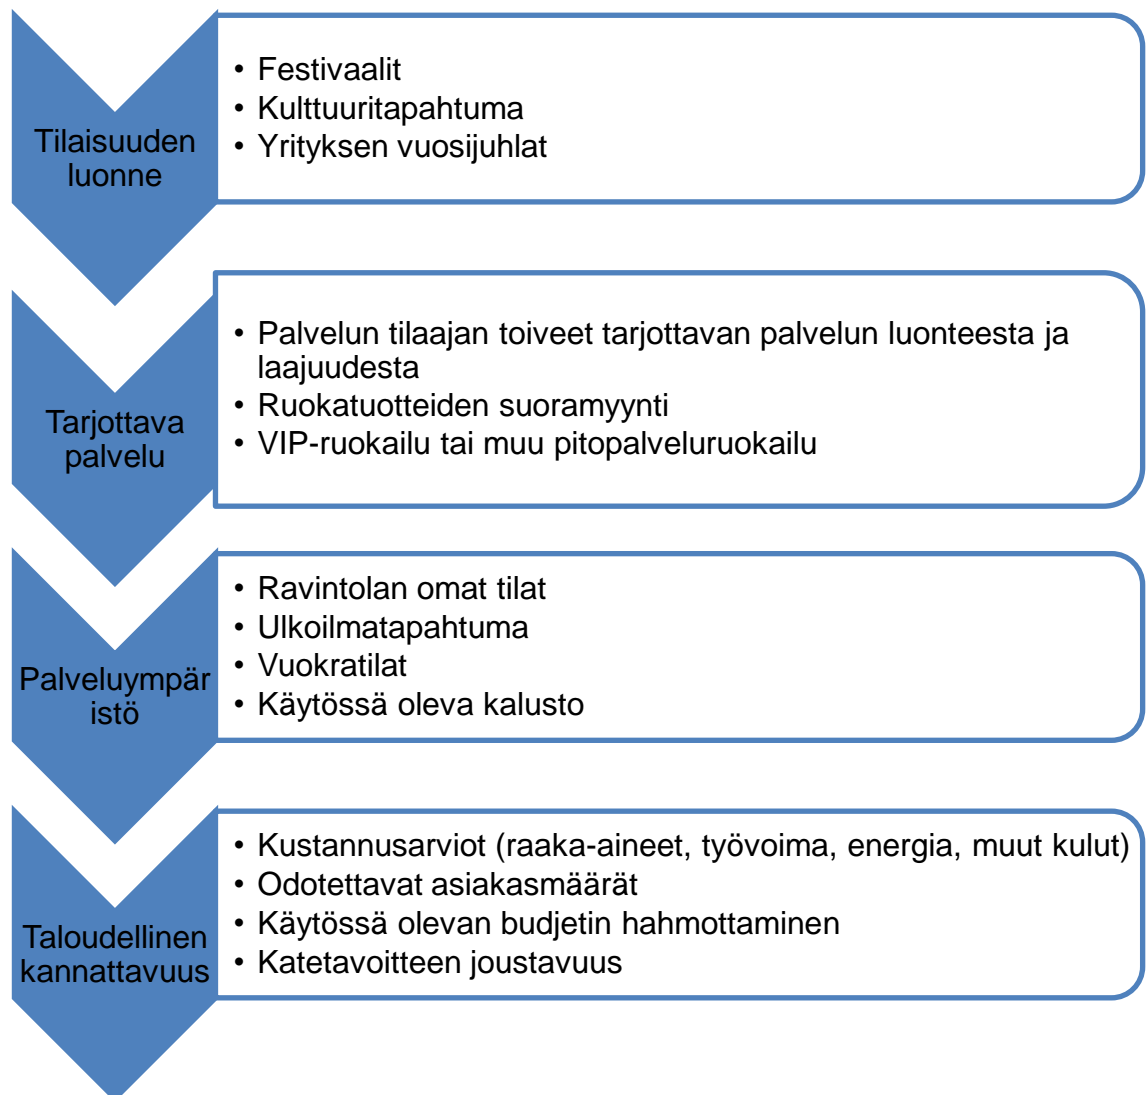 Tilaisuuden
luonne
• Festivaalit
• Kulttuuritapahtuma
• Yrityksen vuosijuhlat
Tarjottava
palvelu
• Palvelun tilaajan toiveet tarjottavan palvelun luonteesta ja
laajuudesta
• Ruokatuotteiden suoramyynti
• VIP-ruokailu tai muu pitopalveluruokailu
Palveluympär
istö
• Ravintolan omat tilat
• Ulkoilmatapahtuma
• Vuokratilat
• Käytössä oleva kalusto
Taloudellinen
kannattavuus
• Kustannusarviot (raaka-aineet, työvoima, energia, muut kulut)
• Odotettavat asiakasmäärät
• Käytössä olevan budjetin hahmottaminen
• Katetavoitteen joustavuus